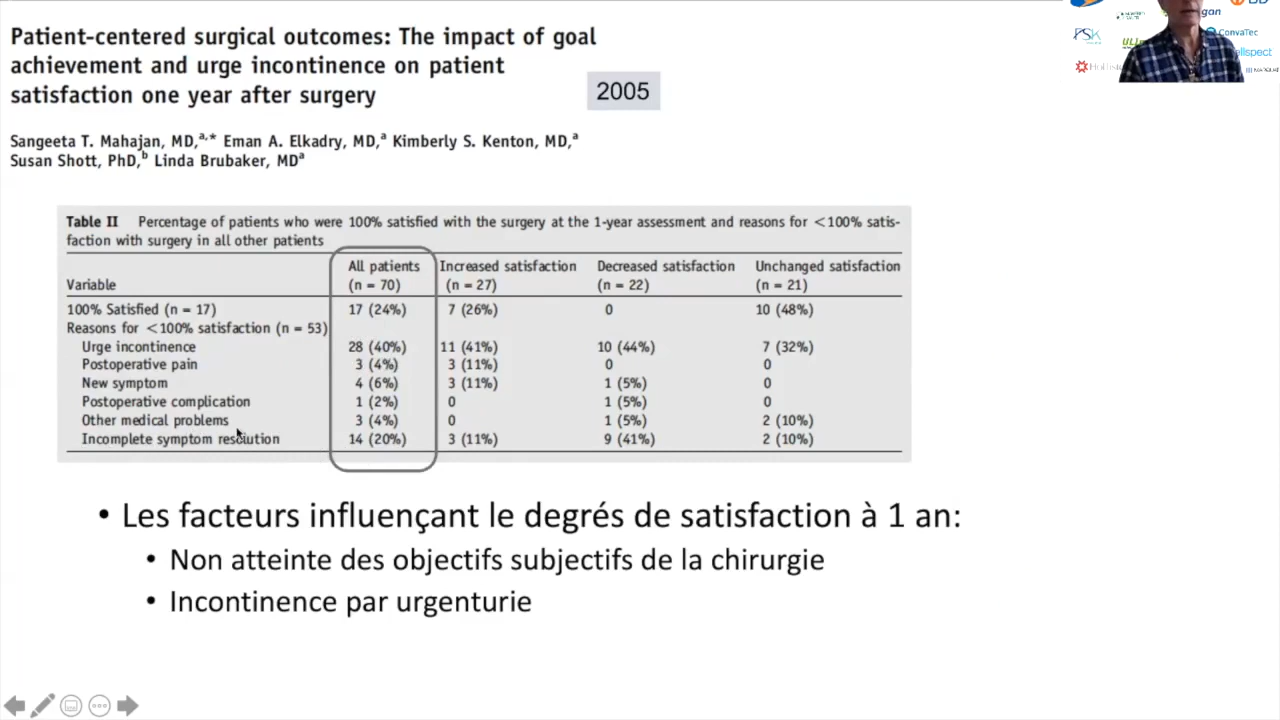 Patient-centered surgical outcomes: The impact of goal
achievement and urge incontinence on patient
satisfaction one year after surgery
2005
Sangeeta T. Mahajan, MD,a,* Eman A. Elkadry, MD,a Kimberly S. Kenton, MD,a
Susan Shott, PhD,b Linda Brubaker, MDa
Table II Percentage of patients who were 100% satisfied with the surgery at the 1-year assessment and reasons for <100% satis-
faction with surgery in all other patients
All patients Increased satisfaction Decreased satisfaction Unchanged satisfaction
Variable (n = 70) (n = 27) (n = 22) (n = 21)
100% Satisfied (n = 17) 17 (24%) 7 (26%) 0 10 (48%)
Reasons for <100% satisfaction (n = 53)
Urge incontinence 28 (40%) 11 (41%) 10 (44%) 7 (32%)
Postoperative pain 3 (4%) 3 (11%) 0 0
New symptom 4 (6%) 3 (11%) 1 (5%) 0
Postoperative complication 1 (2%) 0 1 (5%) 0
Other medical problems 3 (4%) 0 1 (5%) 2 (10%)
Incomplete symptom resolution 14 (20%) 3 (11%) 9 (41%) 2 (10%)
• Les facteurs influençant le degrés de satisfaction à 1 an:
• Non atteinte des objectifs subjectifs de la chirurgie
• Incontinence par urgenturie
ConvaTec